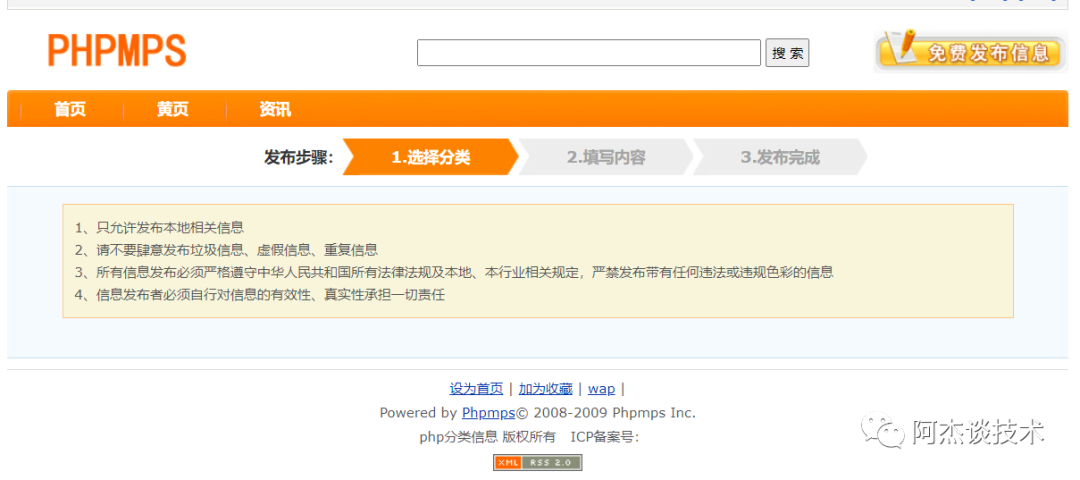 PHPMPS
搜 索
免费发布信息
首页 黄页 资讯
发布步骤: 1.选择分类 2.填写内容 3.发布完成
1、只允许发布本地相关信息
2、请不要肆意发布垃圾信息、虚假信息、重复信息
3、所有信息发布必须严格遵守中华人民共和国所有法律法规及本地、本行业相关规定，严禁发布带有任何违法或违规色彩的信息
4、信息发布者必须自行对信息的有效性、真实性承担一切责任
设为首页 | 加为收藏 | wap |
Powered by Phpmps© 2008-2009 Phpmps Inc.
php分类信息 版权所有 ICP备案号:
阿杰谈技术
XML RSS 2.0